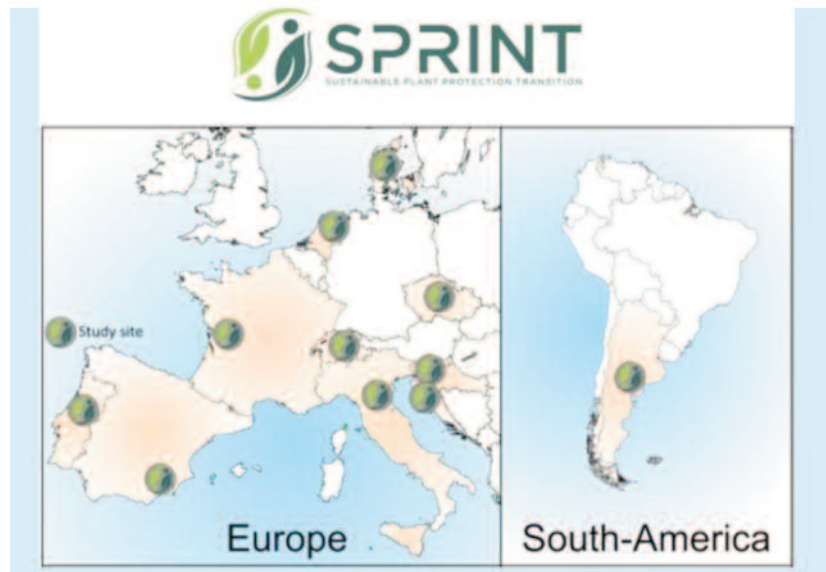 SPRINT
SUSTAINABLE PLANT PROTECTION TRANSITION
Study site
Europe
South-America